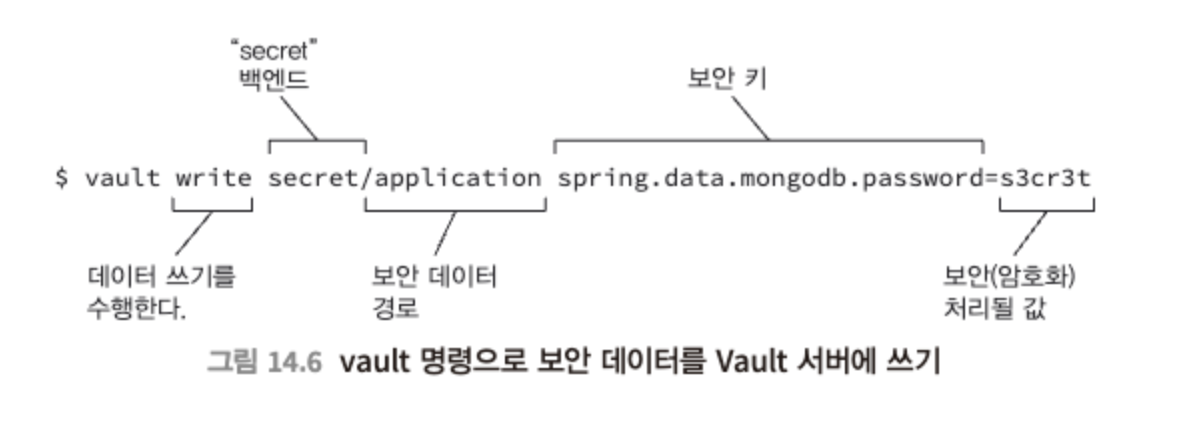 “secret”
백엔드
보안 키
$ vault write secret/application spring.data.mongodb.password=s3cr3t
데이터 쓰기를
수행한다.
보안 데이터
경로
보안(암호화)
처리될 값
그림 14.6 vault 명령으로 보안 데이터를 Vault 서버에 쓰기